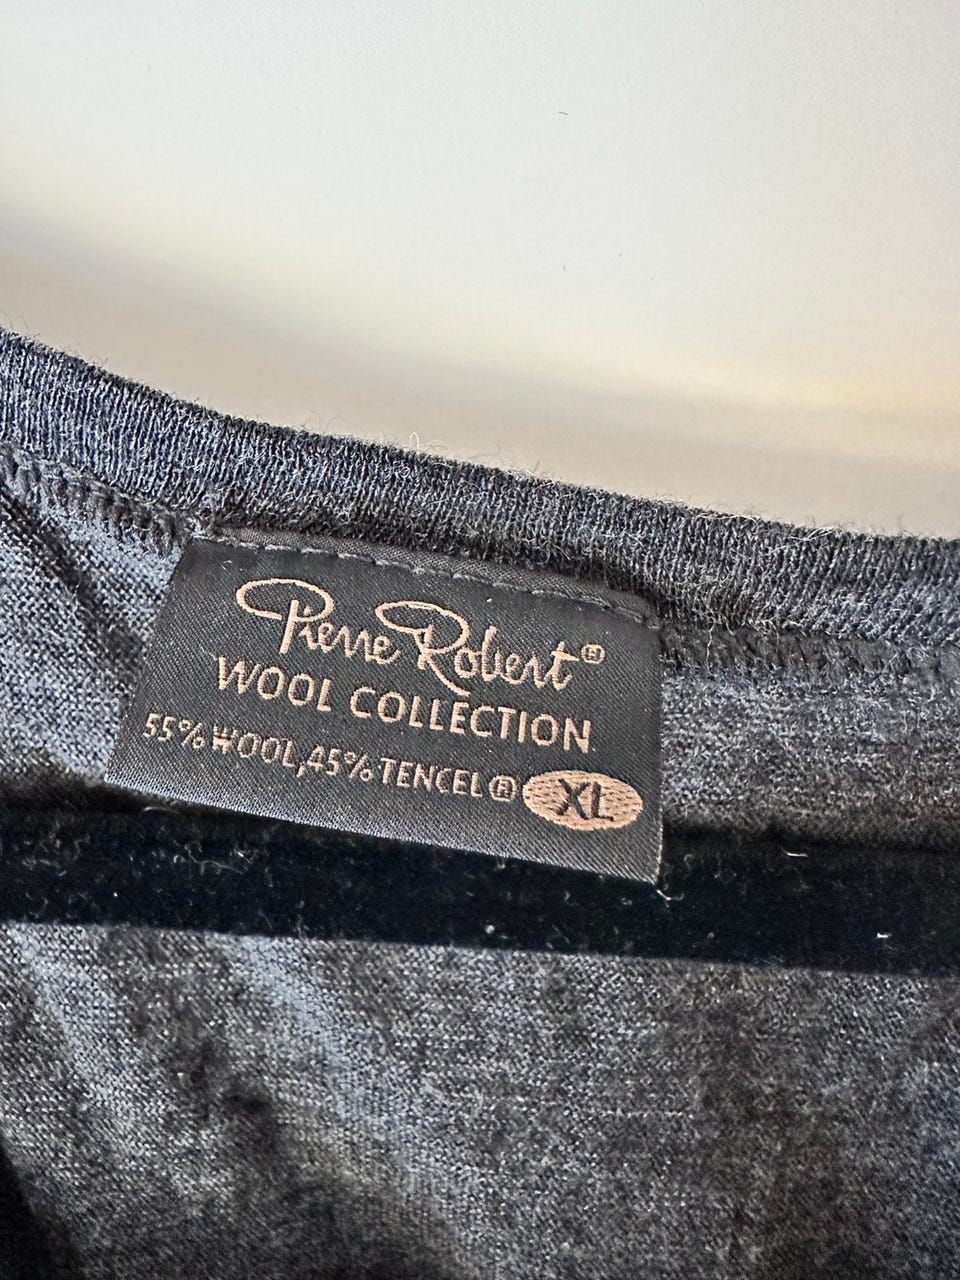 Pierre Robert®
WOOL COLLECTION
55% WOOL, 45% TENCEL® XL